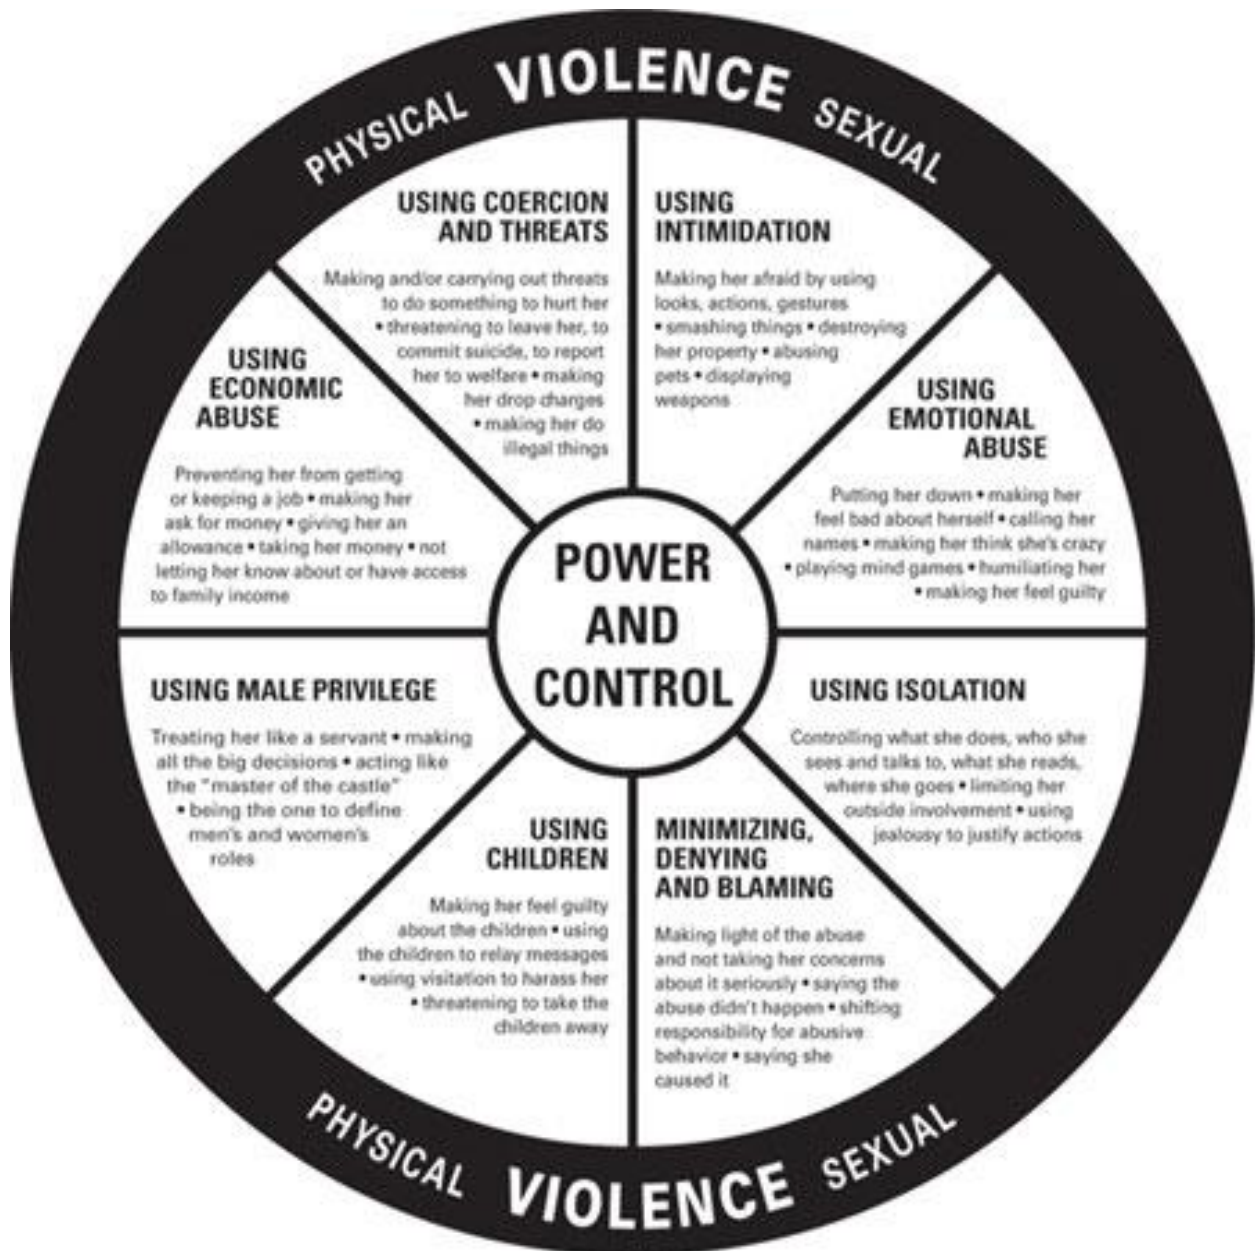 PHYSICAL VIOLENCE SEXUAL
USING COERCION
AND THREATS
Making and/or carrying out threats
to do something to hurt her
• threatening to leave her, to
commit suicide, to report
her to welfare • making
her drop charges
• making her do
illegal things
USING
INTIMIDATION
Making her afraid by using
looks, actions, gestures
• smashing things • destroying
her property • abusing
pets • displaying
weapons
USING
EMOTIONAL
ABUSE
Putting her down • making her
feel bad about herself • calling her
names • making her think she's crazy
• playing mind games • humiliating her
• making her feel guilty
USING ISOLATION
Controlling what she does, who she
sees and talks to, what she reads,
where she goes • limiting her
outside involvement • using
jealousy to justify actions
MINIMIZING,
DENYING
AND BLAMING
Making light of the abuse
and not taking her concerns
about it seriously • saying the
abuse didn't happen • shifting
responsibility for abusive
behavior • saying she
caused it
USING
CHILDREN
Making her feel guilty
about the children • using
the children to relay messages
• using visitation to harass her
• threatening to take the
children away
USING MALE PRIVILEGE
Treating her like a servant • making
all the big decisions • acting like
the "master of the castle"
• being the one to define
men's and women's
roles
USING
ECONOMIC
ABUSE
Preventing her from getting
or keeping a job • making her
ask for money • giving her an
allowance • taking her money • not
letting her know about or have access
to family income
POWER
AND
CONTROL
PHYSICAL VIOLENCE SEXUAL